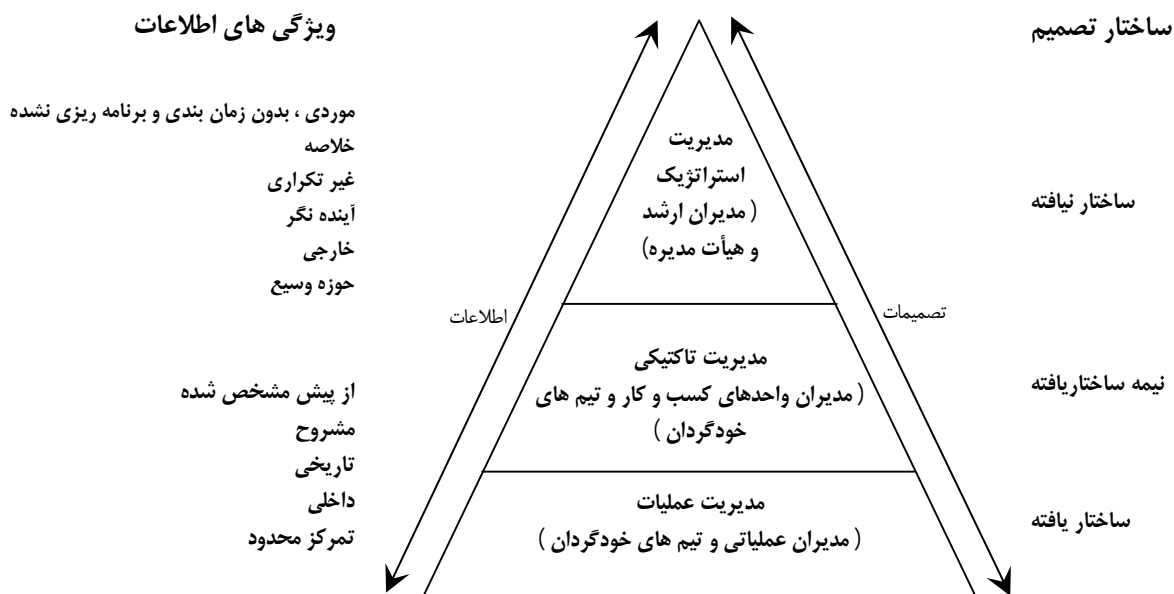 ساختار تصمیم
ویژگی های اطلاعات
موردی ، بدون زمان بندی و برنامه ریزی نشده
خلاصه
غیر تکراری
آینده نگر
خارجی
حوزه وسیع
مدیریت
استراتژیک
( مدیران ارشد
و هیأت مدیره)
ساختار نیافته
تصمیمات
اطلاعات
مدیریت تاکتیکی
( مدیران واحدهای کسب و کار و تیم های
خودگردان )
نیمه ساختاریافته
از پیش مشخص شده
مشروح
تاریخی
داخلی
تمرکز محدود
مدیریت عملیات
( مدیران عملیاتی و تیم های خودگردان )
ساختار یافته